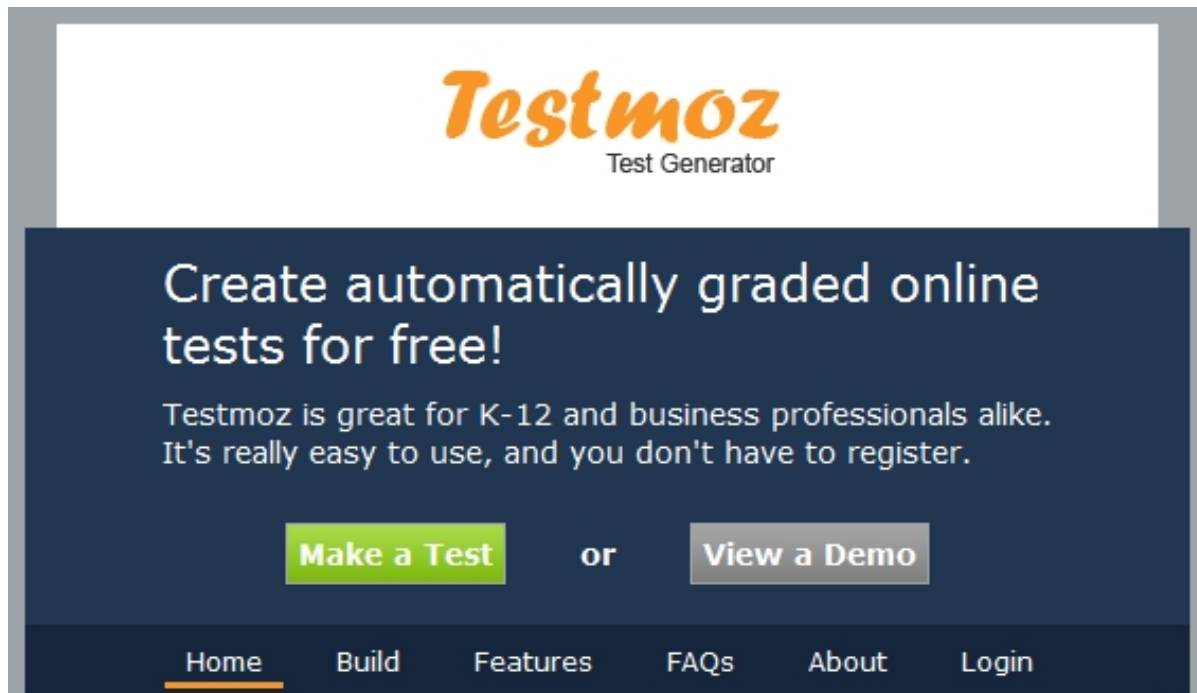 Testmoz
Test Generator
Create automatically graded online
tests for free!
Testmoz is great for K-12 and business professionals alike.
It's really easy to use, and you don't have to register.
Make a Test or View a Demo
Home Build Features FAQs About Login